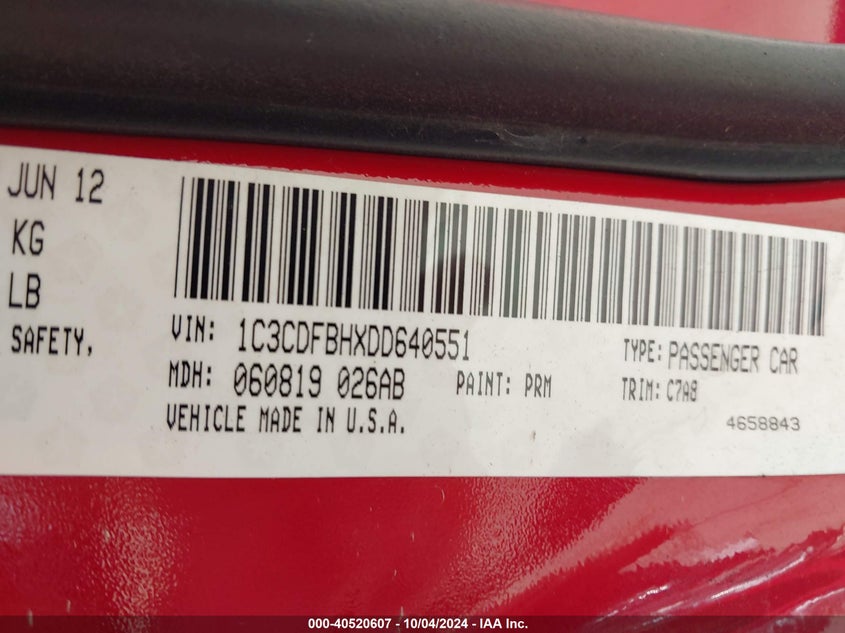 JUN 12
KG
LB
SAFETY,
VIN: 1C3CDFBHXDD640551
TYPE: PASSENGER CAR
MDH: 060819 026AB
PAINT: PRM
TRIM: C7A8
VEHICLE MADE IN U.S.A.
4658843
000-40520607 - 10/04/2024 - IAA Inc.